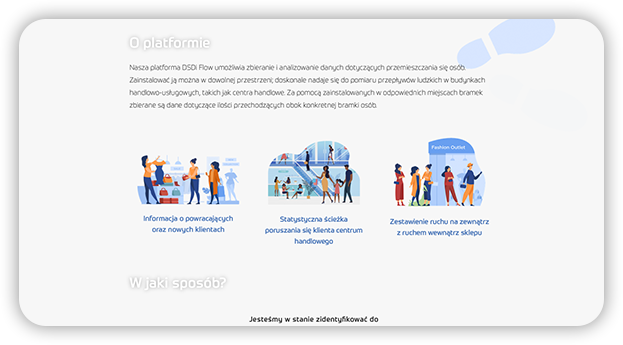 O platformie
Nasza platforma DSDi Flow umożliwia zbieranie i analizowanie danych dotyczących przemieszczania się osób.
Zainstalować ją można w dowolnej przestrzeni; doskonale nadaje się do pomiaru przepływów ludzkich w budynkach
handlowo-usługowych, takich jak centra handlowe. Za pomocą zainstalowanych w odpowiednich miejscach bramek
zbierane są dane dotyczące ilości przechodzących obok konkretnej bramki osób.
Fashion Outlet
Informacja o powracających
oraz nowych klientach
Statystyczna ścieżka
poruszania się klienta centrum
handlowego
Zestawienie ruchu na zewnątrz
z ruchem wewnątrz sklepu
W jaki sposób?
Jesteśmy w stanie zidentyfikować do